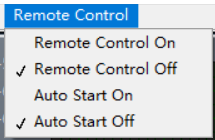 Remote Control
Remote Control On
✓ Remote Control Off
Auto Start On
✓ Auto Start Off